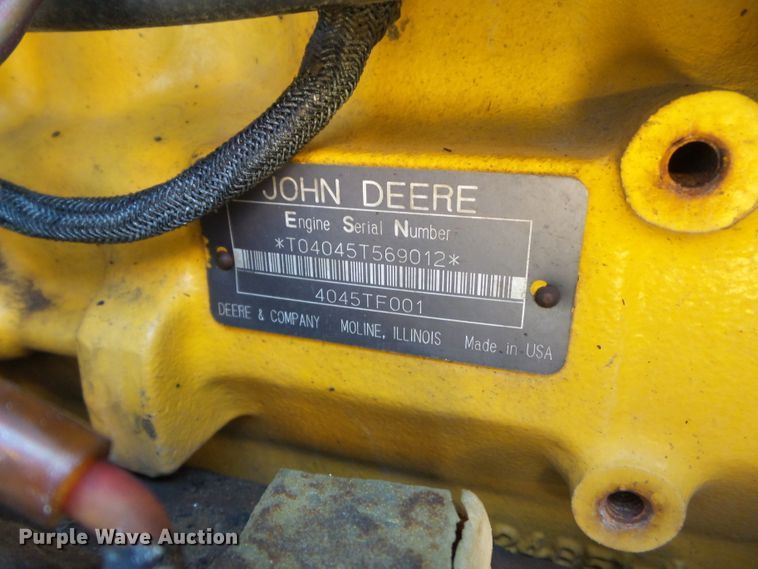 JOHN DEERE
Engine Serial Number
*T04045T569012*
4045TF001
DEERE & COMPANY MOLINE, ILLINOIS Made in USA
Purple Wave Auction